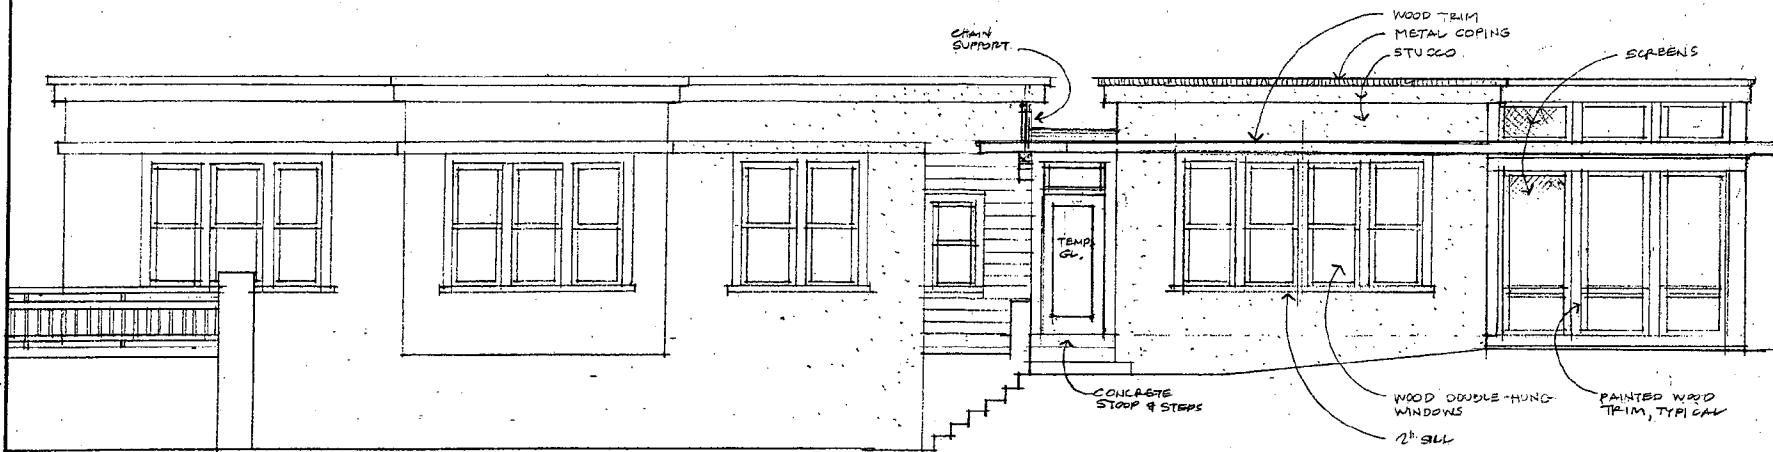 CHAIN
SUPPORT
WOOD TRIM
METAL COPING
STUCCO
SCREENS
TEMP.
GL.
CONCRETE
STOOP & STEPS
WOOD DOUBLE-HUNG
WINDOWS
2" SILL
PAINTED WOOD
TRIM, TYPICAL